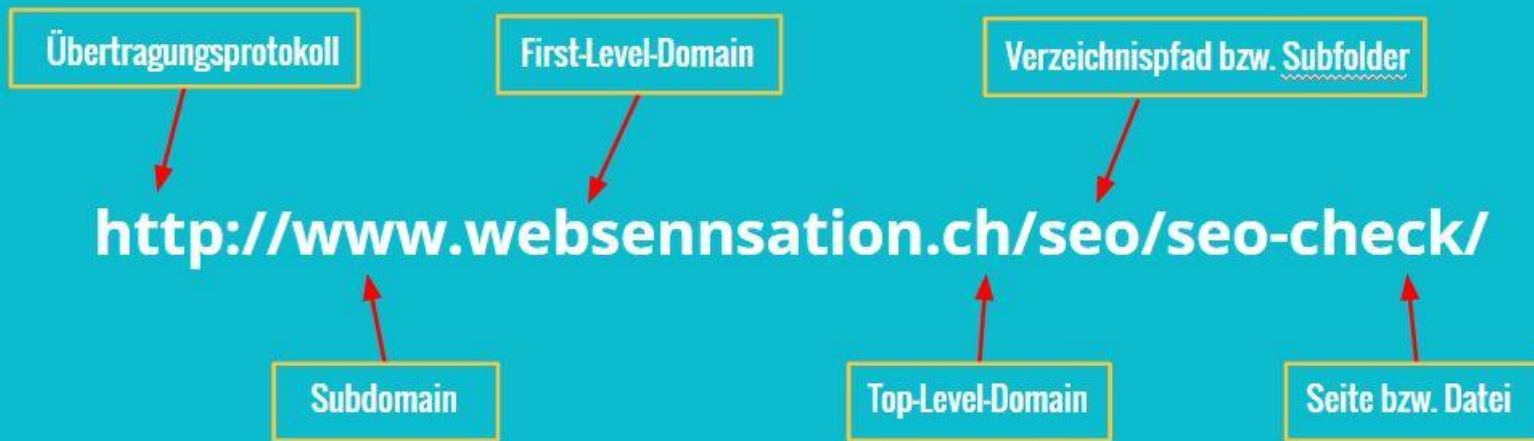 Übertragungsprotokoll
First-Level-Domain
Verzeichnispfad bzw. Subfolder
http://www.websennsation.ch/seo/seo-check/
Subdomain
Top-Level-Domain
Seite bzw. Datei